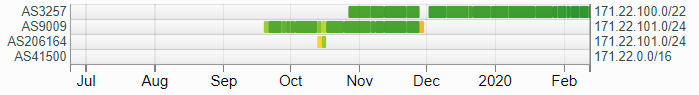 AS3257 171.22.100.0/22
AS9009 171.22.101.0/24
AS206164 171.22.101.0/24
AS41500 171.22.0.0/16
Jul Aug Sep Oct Nov Dec 2020 Feb